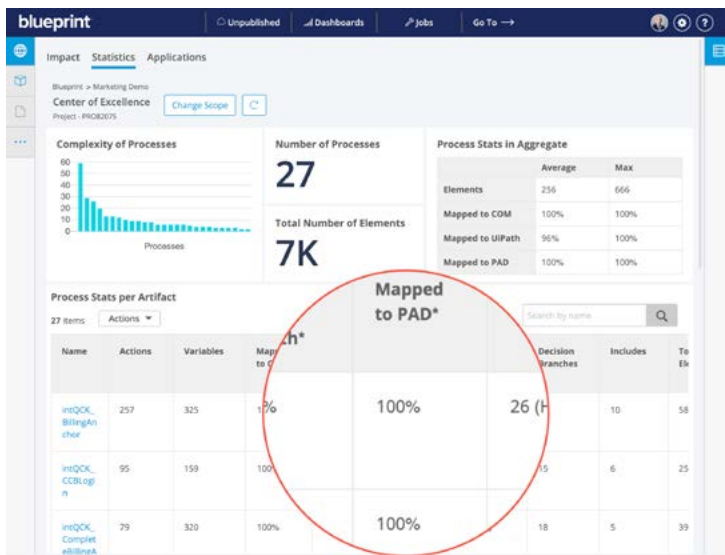 blueprint
Unpublished
Dashboards
Jobs
Go To →
Impact Statistics Applications
Blueprint > Marketing Demo
Center of Excellence
Project - PRO82075
Change Scope
Complexity of Processes
60
50
40
30
20
10
0
Processes
Number of Processes
27
Total Number of Elements
7K
Process Stats in Aggregate
Average Max
Elements 256 666
Mapped to COM 100% 100%
Mapped to UiPath 96% 100%
Mapped to PAD 100% 100%
Process Stats per Artifact
27 items
Actions
Search by name
Name Actions Variables
th*
Mapped
to PAD*
Decision
Branches
Includes
intQCK_
BillingAn
chor
257 325
%
100%
26 (H
10 58
intQCK_
CCBLogi
n
95 159
15 6 25
intQCK_
Complet
eBillingA
79 320 100%
100%
18 5 39